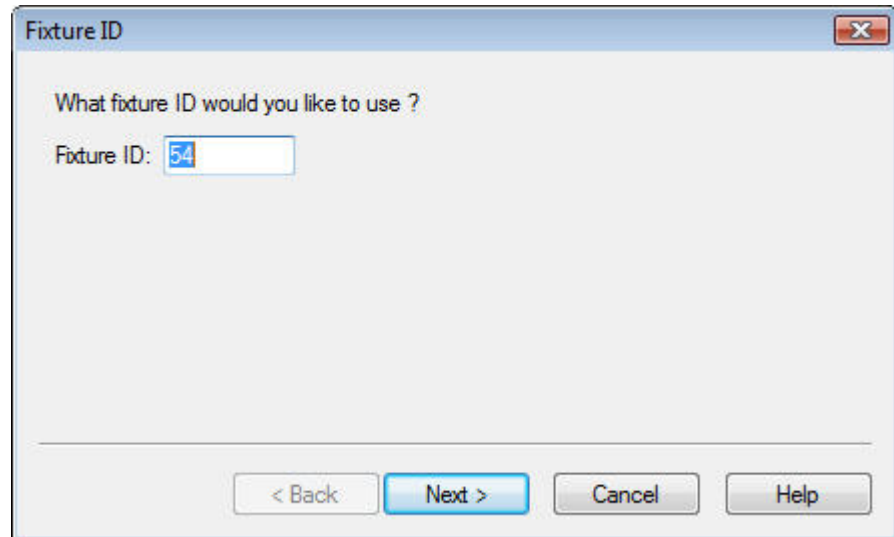 Fixture ID
What fixture ID would you like to use ?
Fixture ID: 54
< Back Next > Cancel Help